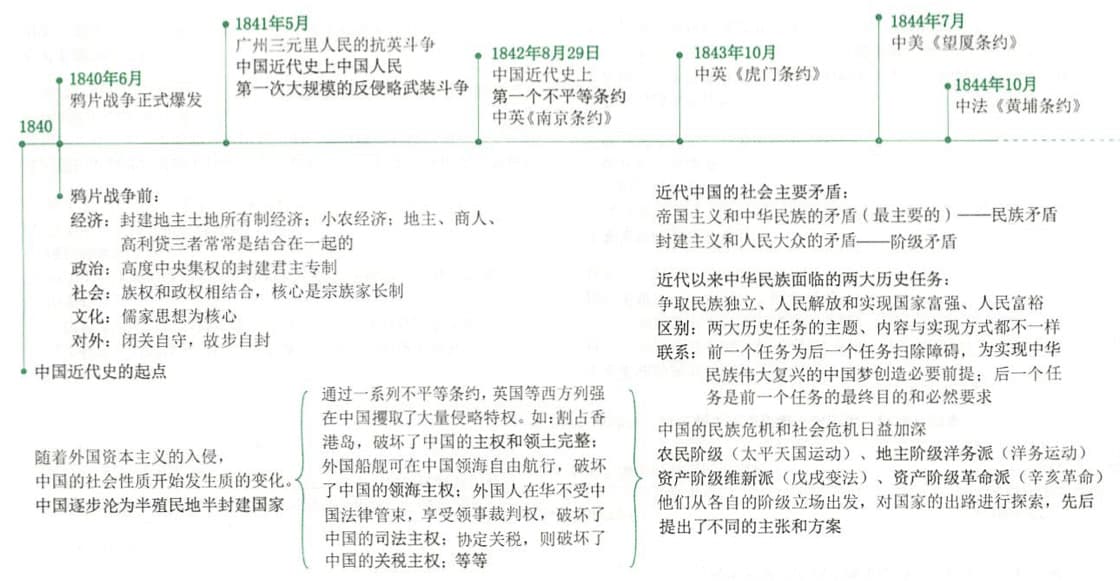 1840
1840年6月
鸦片战争正式爆发
1841年5月
广州三元里人民的抗英斗争
中国近代史上中国人民
第一次大规模的反侵略武装斗争
1842年8月29日
中国近代史上
第一个不平等条约
中英《南京条约》
1843年10月
中英《虎门条约》
1844年7月
中美《望厦条约》
1844年10月
中法《黄埔条约》
鸦片战争前：
经济：封建地主土地所有制经济；小农经济；地主、商人、
高利贷三者常常是结合在一起的
政治：高度中央集权的封建君主专制
社会：族权和政权相结合，核心是宗族家长制
文化：儒家思想为核心
对外：闭关自守，故步自封
中国近代史的起点
随着外国资本主义的入侵，
中国的社会性质开始发生质的变化。
中国逐步沦为半殖民地半封建国家
通过一系列不平等条约，英国等西方列强
在中国攫取了大量侵略特权。如：割占香
港岛，破坏了中国的主权和领土完整；
外国船舰可在中国领海自由航行，破坏
了中国的领海主权；外国人在华不受中
国法律管束，享受领事裁判权，破坏了
中国的司法主权；协定关税，则破坏了
中国的关税主权；等等
近代中国的社会主要矛盾：
帝国主义和中华民族的矛盾（最主要的）——民族矛盾
封建主义和人民大众的矛盾——阶级矛盾
近代以来中华民族面临的两大历史任务：
争取民族独立、人民解放和实现国家富强、人民富裕
区别：两大历史任务的主题、内容与实现方式都不一样
联系：前一个任务为后一个任务扫除障碍，为实现中华
民族伟大复兴的中国梦创造必要前提；后一个任
务是前一个任务的最终目的和必然要求
中国的民族危机和社会危机日益加深
农民阶级（太平天国运动）、地主阶级洋务派（洋务运动）
资产阶级维新派（戊戌变法）、资产阶级革命派（辛亥革命）
他们从各自的阶级立场出发，对国家的出路进行探索，先后
提出了不同的主张和方案